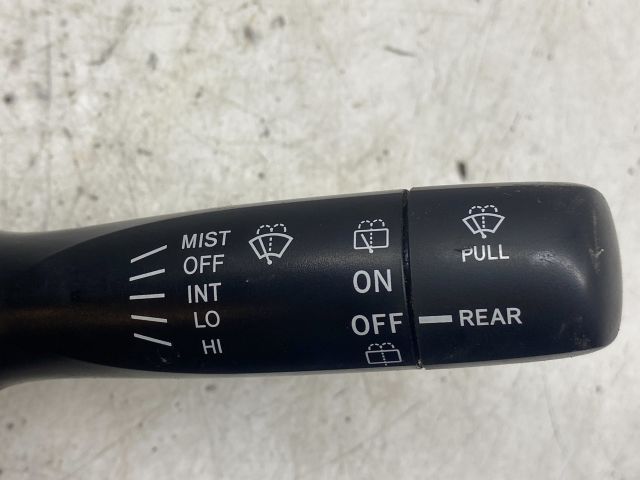 MIST
OFF
INT
LO
HI
ON
OFF
PULL
REAR